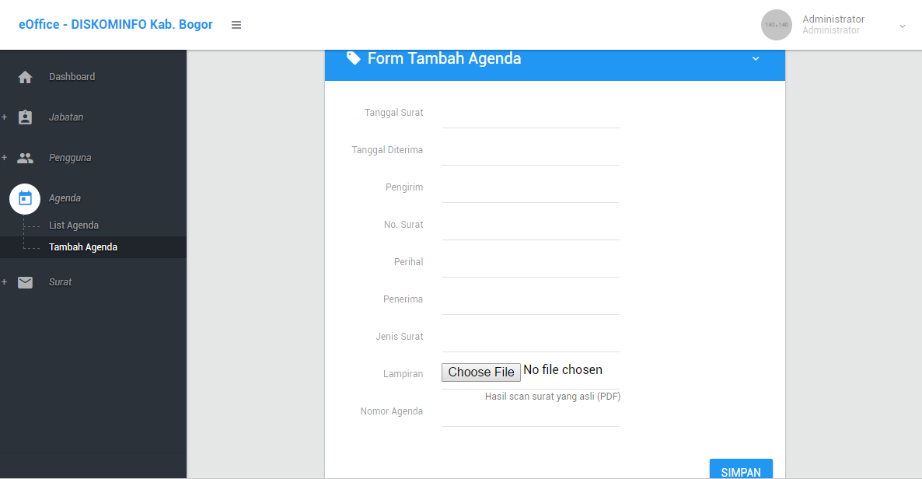 eOffice - DISKOMINFO Kab. Bogor
Administrator
Administrator
Dashboard
+ Jabatan
+ Pengguna
Agenda
List Agenda
Tambah Agenda
+ Surat
Form Tambah Agenda
Tanggal Surat
Tanggal Diterima
Pengirim
No. Surat
Perihal
Penerima
Jenis Surat
Lampiran
Choose File No file chosen
Hasil scan surat yang asli (PDF)
Nomor Agenda
SIMPAN